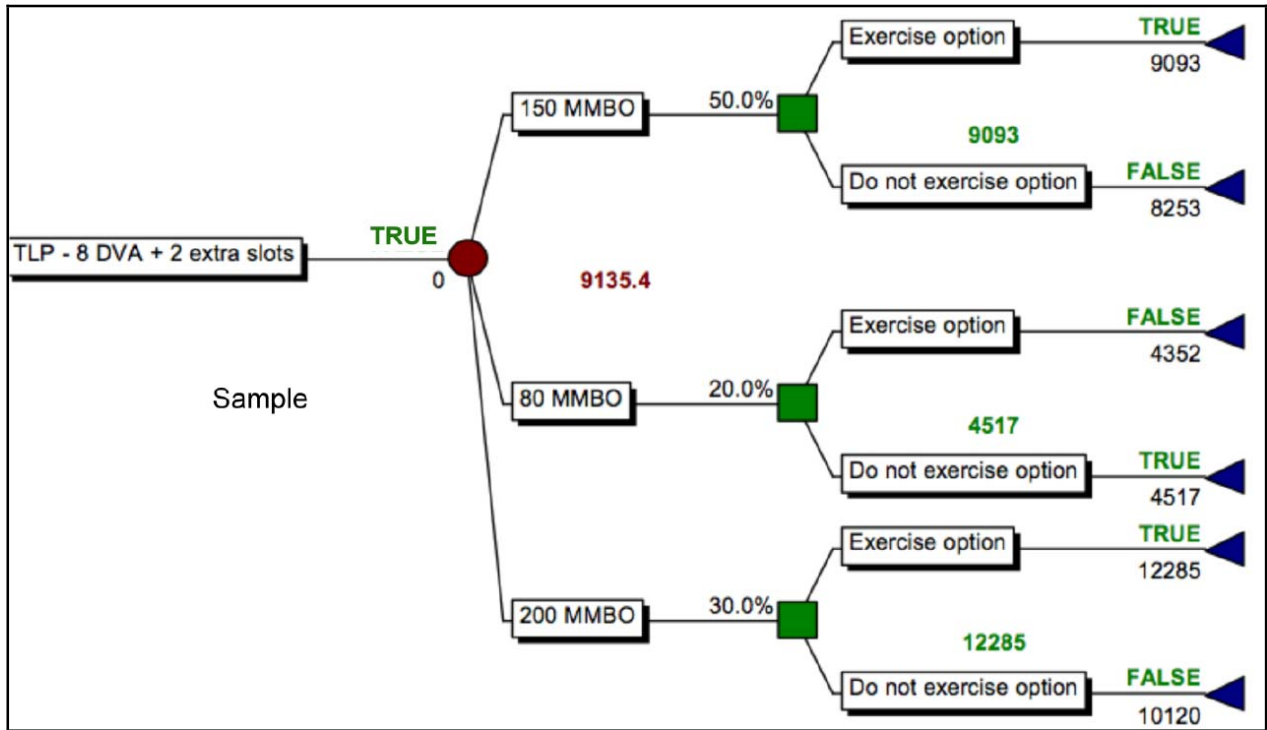 Exercise option
TRUE
9093
150 MMBO
50.0%
9093
Do not exercise option
FALSE
8253
TLP - 8 DVA + 2 extra slots
TRUE
0
9135.4
Exercise option
FALSE
4352
Sample
80 MMBO
20.0%
4517
Do not exercise option
TRUE
4517
Exercise option
TRUE
12285
200 MMBO
30.0%
12285
Do not exercise option
FALSE
10120